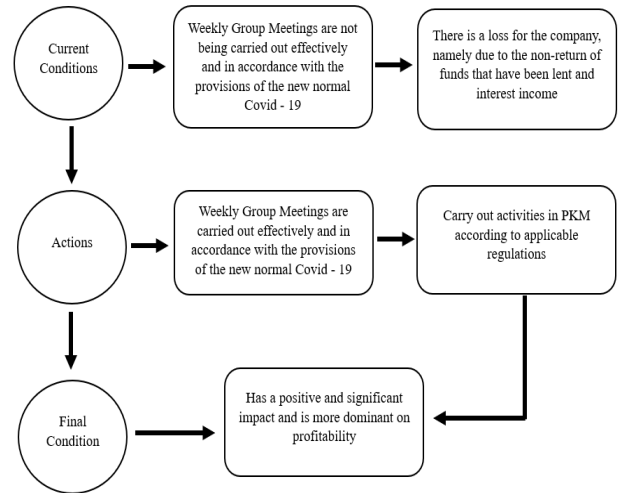 Current
Conditions
Weekly Group Meetings are not
being carried out effectively
and in accordance with the
provisions of the new normal
Covid - 19
There is a loss for the company,
namely due to the non-return of
funds that have been lent and
interest income
Actions
Weekly Group Meetings are
carried out effectively and in
accordance with the provisions
of the new normal Covid - 19
Carry out activities in PKM
according to applicable
regulations
Final
Condition
Has a positive and significant
impact and is more dominant on
profitability